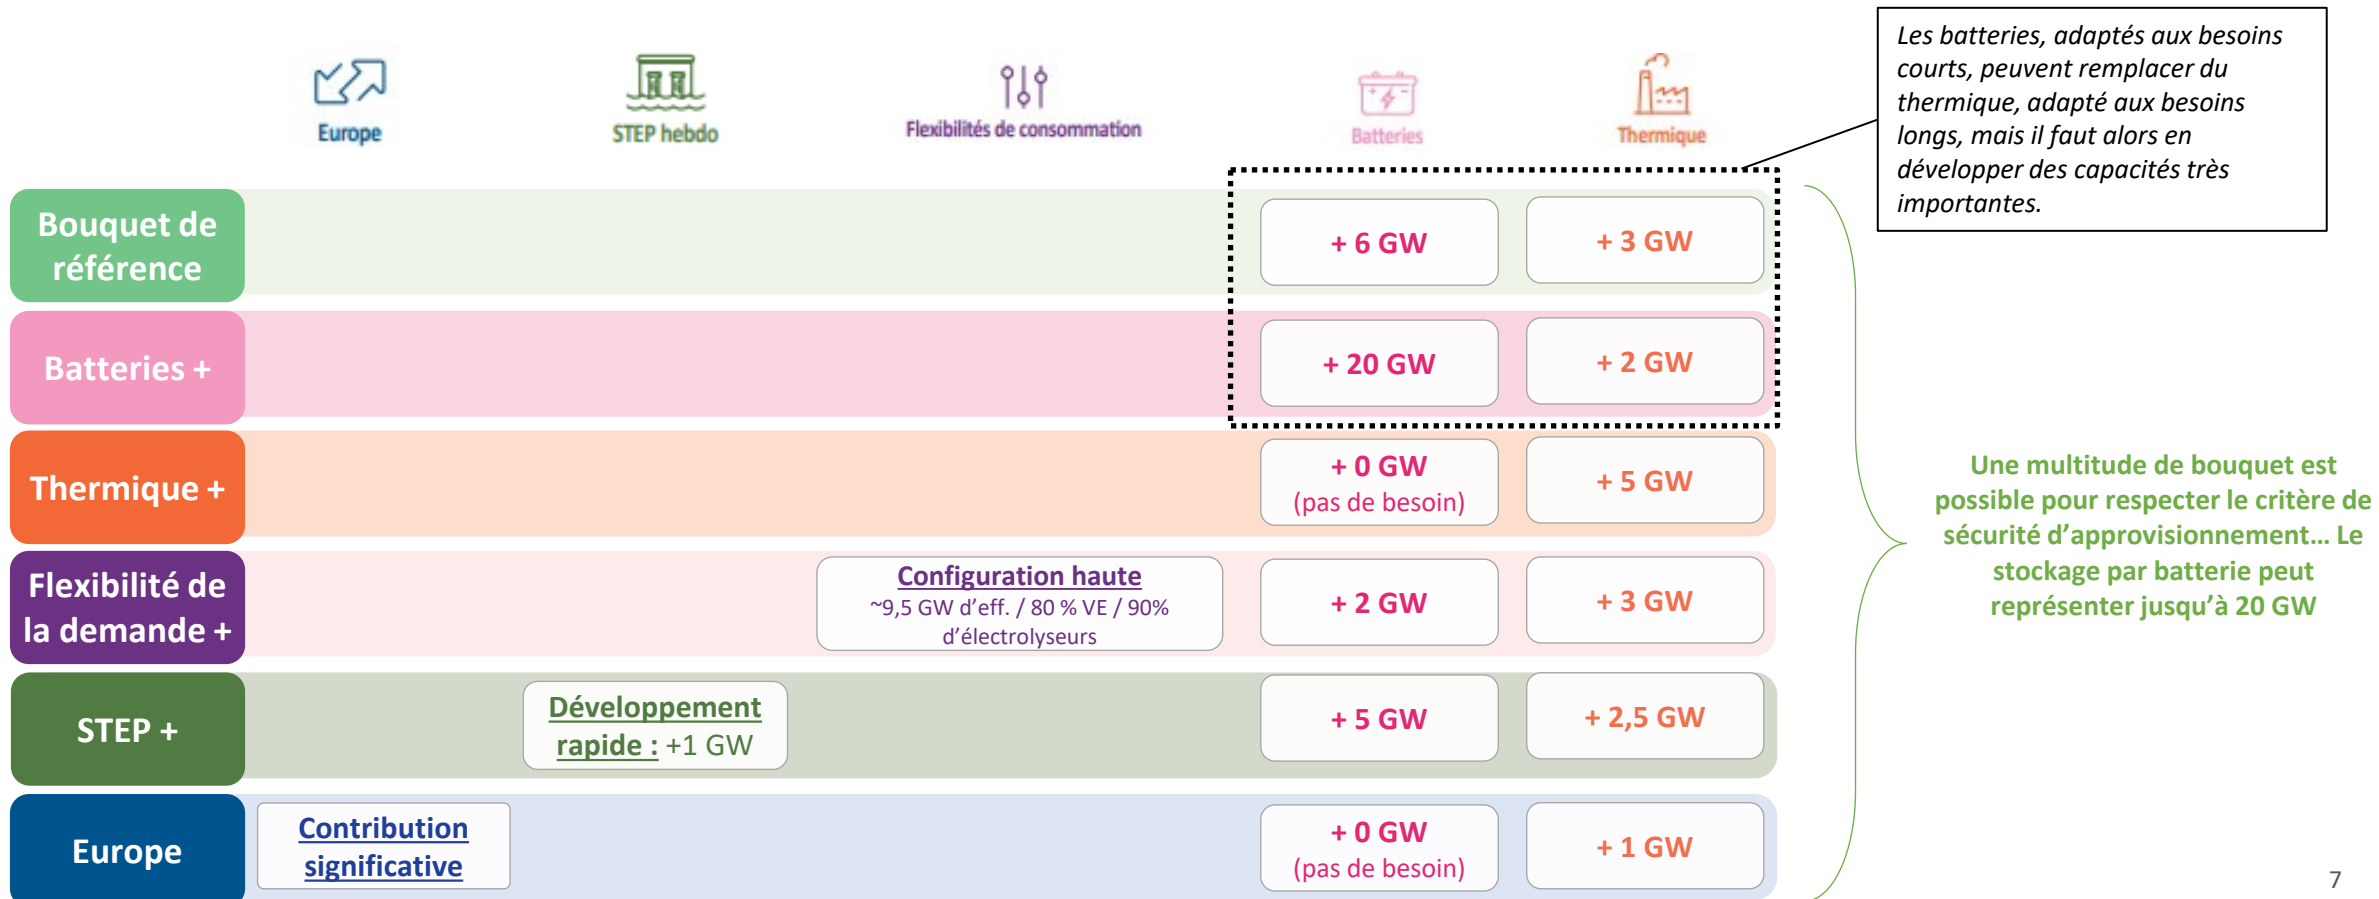 Europe
STEP hebdo
Flexibilités de consommation
Batteries
Thermique
Les batteries, adaptés aux besoins
courts, peuvent remplacer du
thermique, adapté aux besoins
longs, mais il faut alors en
développer des capacités très
importantes.
Bouquet de
référence
+ 6 GW
+ 3 GW
Batteries +
+ 20 GW
+ 2 GW
Thermique +
+ 0 GW
(pas de besoin)
+ 5 GW
Flexibilité de
la demande +
Configuration haute
~9,5 GW d’eff. / 80 % VE / 90%
d’électrolyseurs
+ 2 GW
+ 3 GW
STEP +
Développement
rapide : +1 GW
+ 5 GW
+ 2,5 GW
Europe
Contribution
significative
+ 0 GW
(pas de besoin)
+ 1 GW
Une multitude de bouquet est
possible pour respecter le critère de
sécurité d’approvisionnement… Le
stockage par batterie peut
représenter jusqu’à 20 GW
7